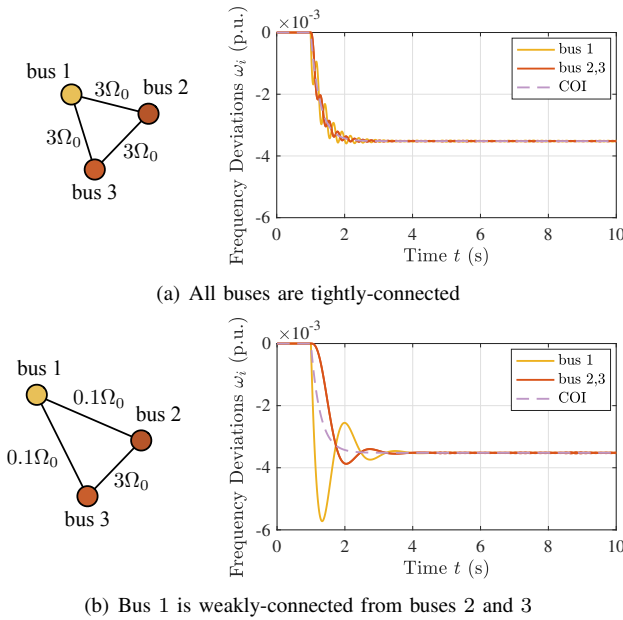 bus 1
bus 2
bus 3
3Ω₀
3Ω₀
3Ω₀
×10⁻³
0
-2
-4
-6
0 2 4 6 8 10
Frequency Deviations ωᵢ (p.u.)
Time t (s)
bus 1
bus 2,3
COI
(a) All buses are tightly-connected
bus 1
bus 2
bus 3
0.1Ω₀
0.1Ω₀
3Ω₀
×10⁻³
0
-2
-4
-6
0 2 4 6 8 10
Frequency Deviations ωᵢ (p.u.)
Time t (s)
bus 1
bus 2,3
COI
(b) Bus 1 is weakly-connected from buses 2 and 3